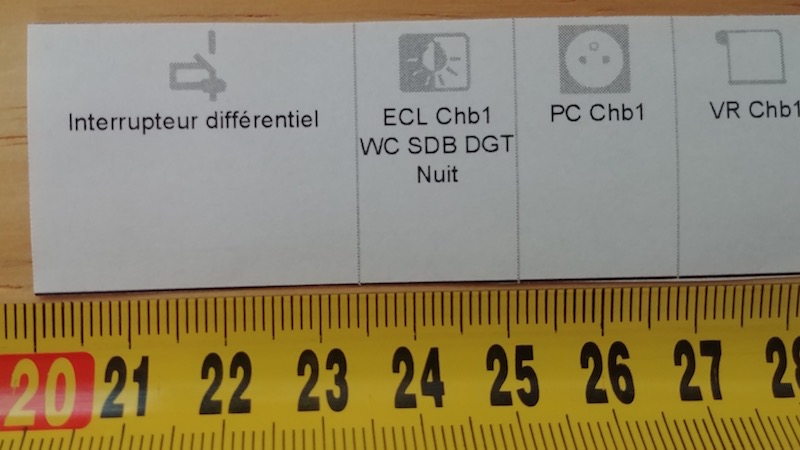 Interrupteur différentiel
ECL Chb1
WC SDB DGT
Nuit
PC Chb1
VR Chb1
20 21 22 23 24 25 26 27 28